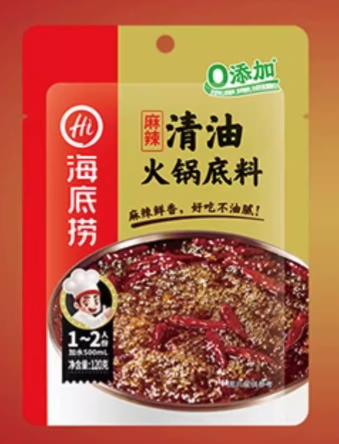 0添加
Hi
海底捞
麻辣
清油
火锅底料
麻辣鲜香，好吃不油腻！
1~2人份
加水500mL
净含量:120克